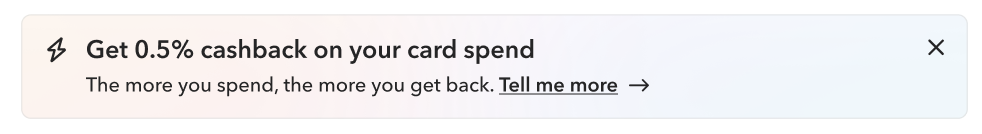 Get 0.5% cashback on your card spend
The more you spend, the more you get back. Tell me more →